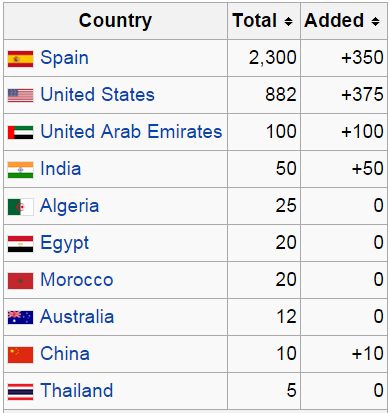 Country Total Added
Spain 2,300 +350
United States 882 +375
United Arab Emirates 100 +100
India 50 +50
Algeria 25 0
Egypt 20 0
Morocco 20 0
Australia 12 0
China 10 +10
Thailand 5 0